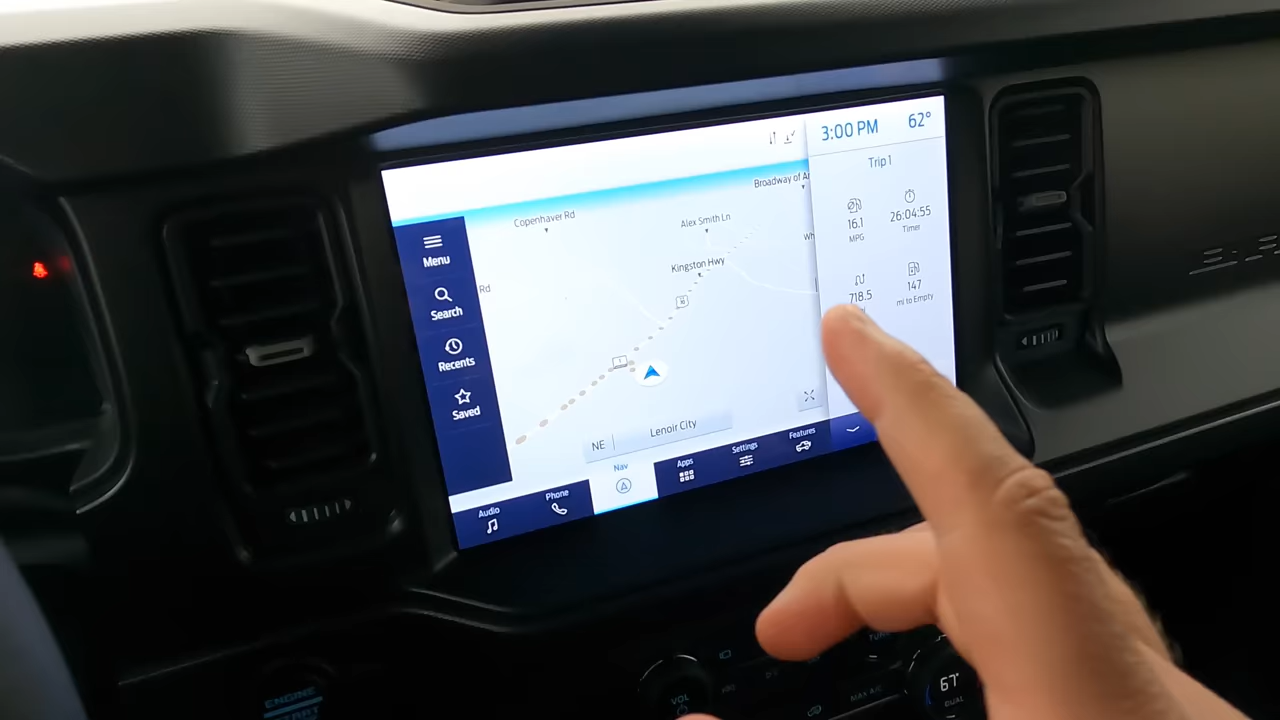 3:00 PM 62°
Trip 1
16.1
MPG
26:04:55
Timer
718.5
147
mi to Empty
Broadway of A
Copenhaver Rd
Alex Smith Ln
Kingston Hwy
Rd
Menu
Search
Recents
Saved
NE
Lenoir City
Audio
Phone
Nav
Apps
Settings
Features
ENGINE
START
VOL
MAX A/C
67°
DUAL